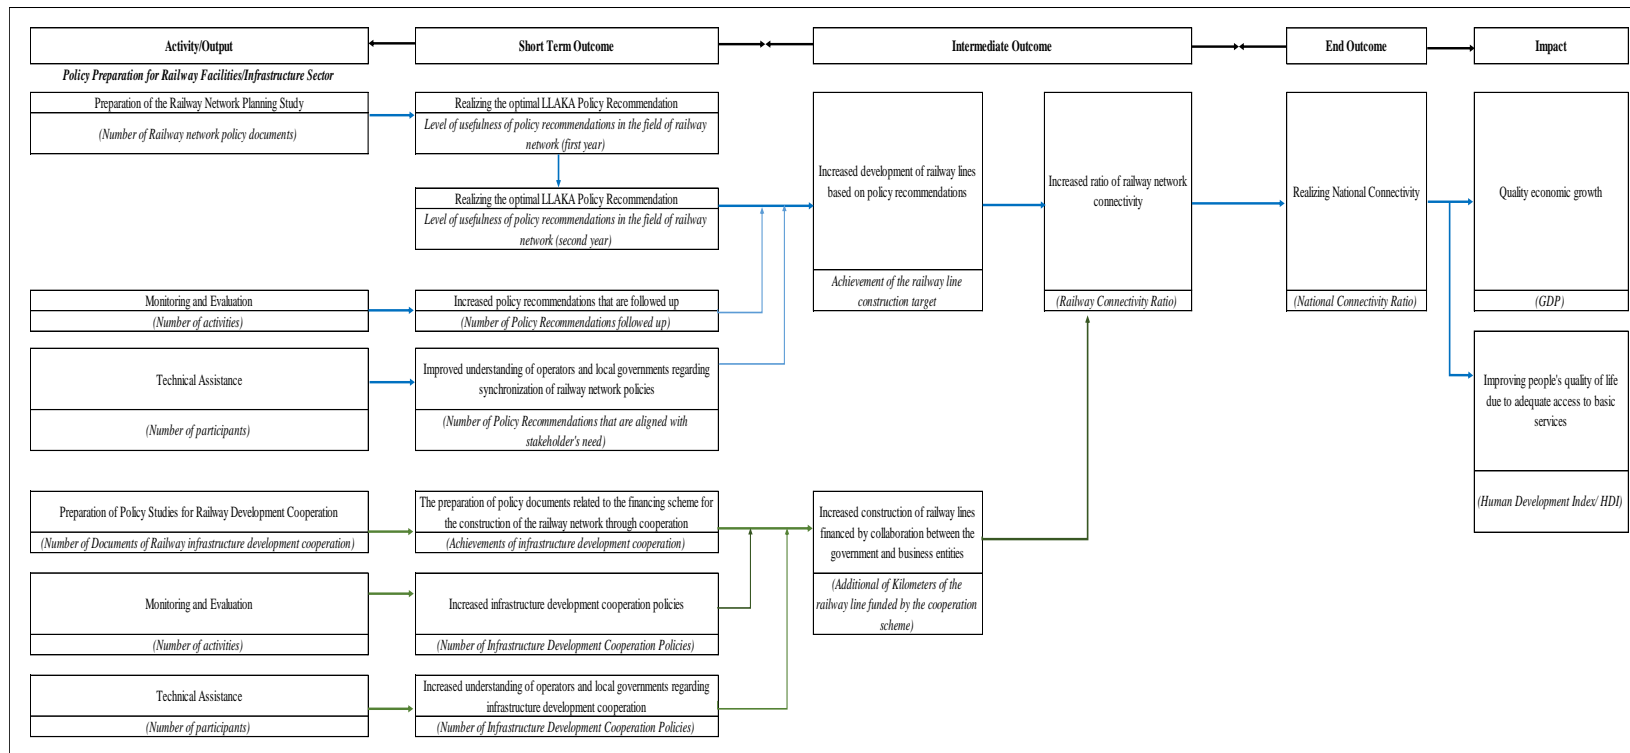 Activity/Output
Short Term Outcome
Intermediate Outcome
End Outcome
Impact
Policy Preparation for Railway Facilities/Infrastructure Sector
Preparation of the Railway Network Planning Study
(Number of Railway network policy documents)
Realizing the optimal LLAKA Policy Recommendation
Level of usefulness of policy recommendations in the field of railway
network (first year)
Realizing the optimal LLAKA Policy Recommendation
Level of usefulness of policy recommendations in the field of railway
network (second year)
Increased development of railway lines
based on policy recommendations
Achievement of the railway line
construction target
Increased ratio of railway network
connectivity
(Railway Connectivity Ratio)
Realizing National Connectivity
(National Connectivity Ratio)
Quality economic growth
(GDP)
Monitoring and Evaluation
(Number of activities)
Increased policy recommendations that are followed up
(Number of Policy Recommendations followed up)
Technical Assistance
(Number of participants)
Improved understanding of operators and local governments regarding
synchronization of railway network policies
(Number of Policy Recommendations that are aligned with
stakeholder's need)
Improving people's quality of life
due to adequate access to basic
services
(Human Development Index/ HDI)
Preparation of Policy Studies for Railway Development Cooperation
(Number of Documents of Railway infrastructure development cooperation)
The preparation of policy documents related to the financing scheme for
the construction of the railway network through cooperation
(Achievements of infrastructure development cooperation)
Increased construction of railway lines
financed by collaboration between the
government and business entities
(Additional of Kilometers of the
railway line funded by the cooperation
scheme)
Monitoring and Evaluation
(Number of activities)
Increased infrastructure development cooperation policies
(Number of Infrastructure Development Cooperation Policies)
Technical Assistance
(Number of participants)
Increased understanding of operators and local governments regarding
infrastructure development cooperation
(Number of Infrastructure Development Cooperation Policies)